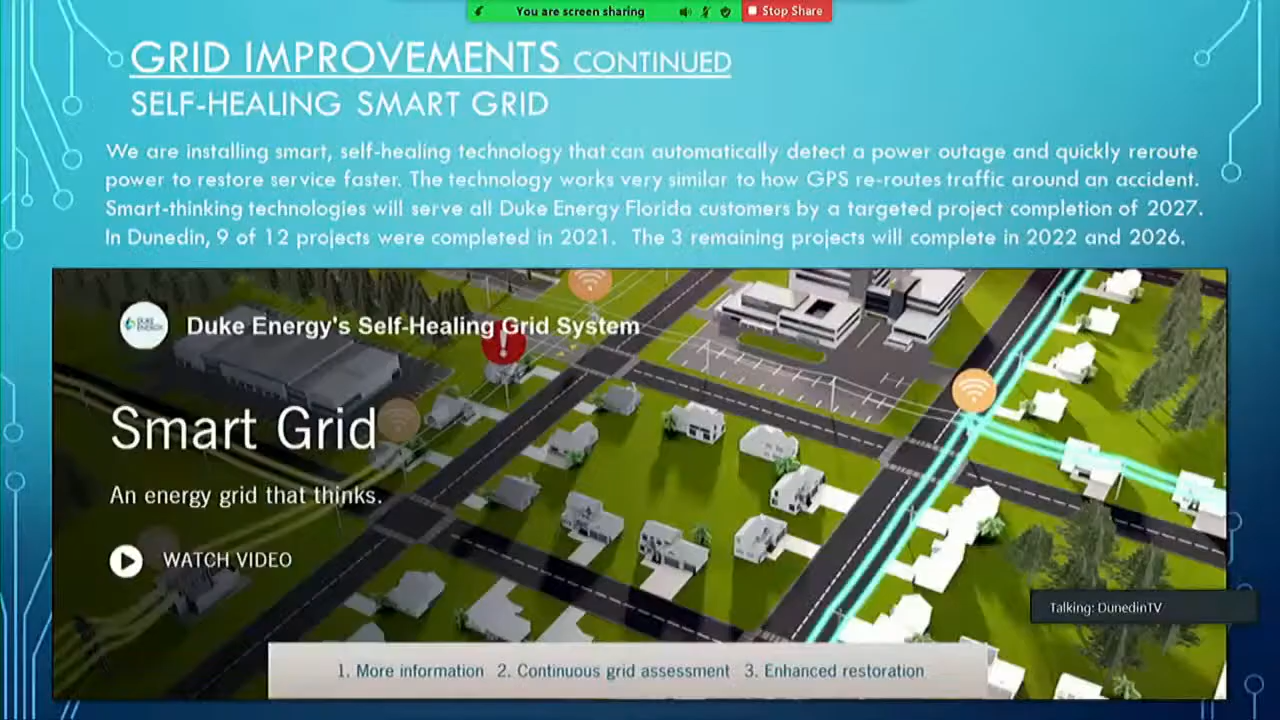 You are screen sharing
Stop Share
GRID IMPROVEMENTS CONTINUED
SELF-HEALING SMART GRID
We are installing smart, self-healing technology that can automatically detect a power outage and quickly reroute
power to restore service faster. The technology works very similar to how GPS re-routes traffic around an accident.
Smart-thinking technologies will serve all Duke Energy Florida customers by a targeted project completion of 2027.
In Dunedin, 9 of 12 projects were completed in 2021. The 3 remaining projects will complete in 2022 and 2026.
DUKE
ENERGY
Duke Energy's Self-Healing Grid System
Smart Grid
An energy grid that thinks.
WATCH VIDEO
Talking: DunedinTV
1. More information 2. Continuous grid assessment 3. Enhanced restoration